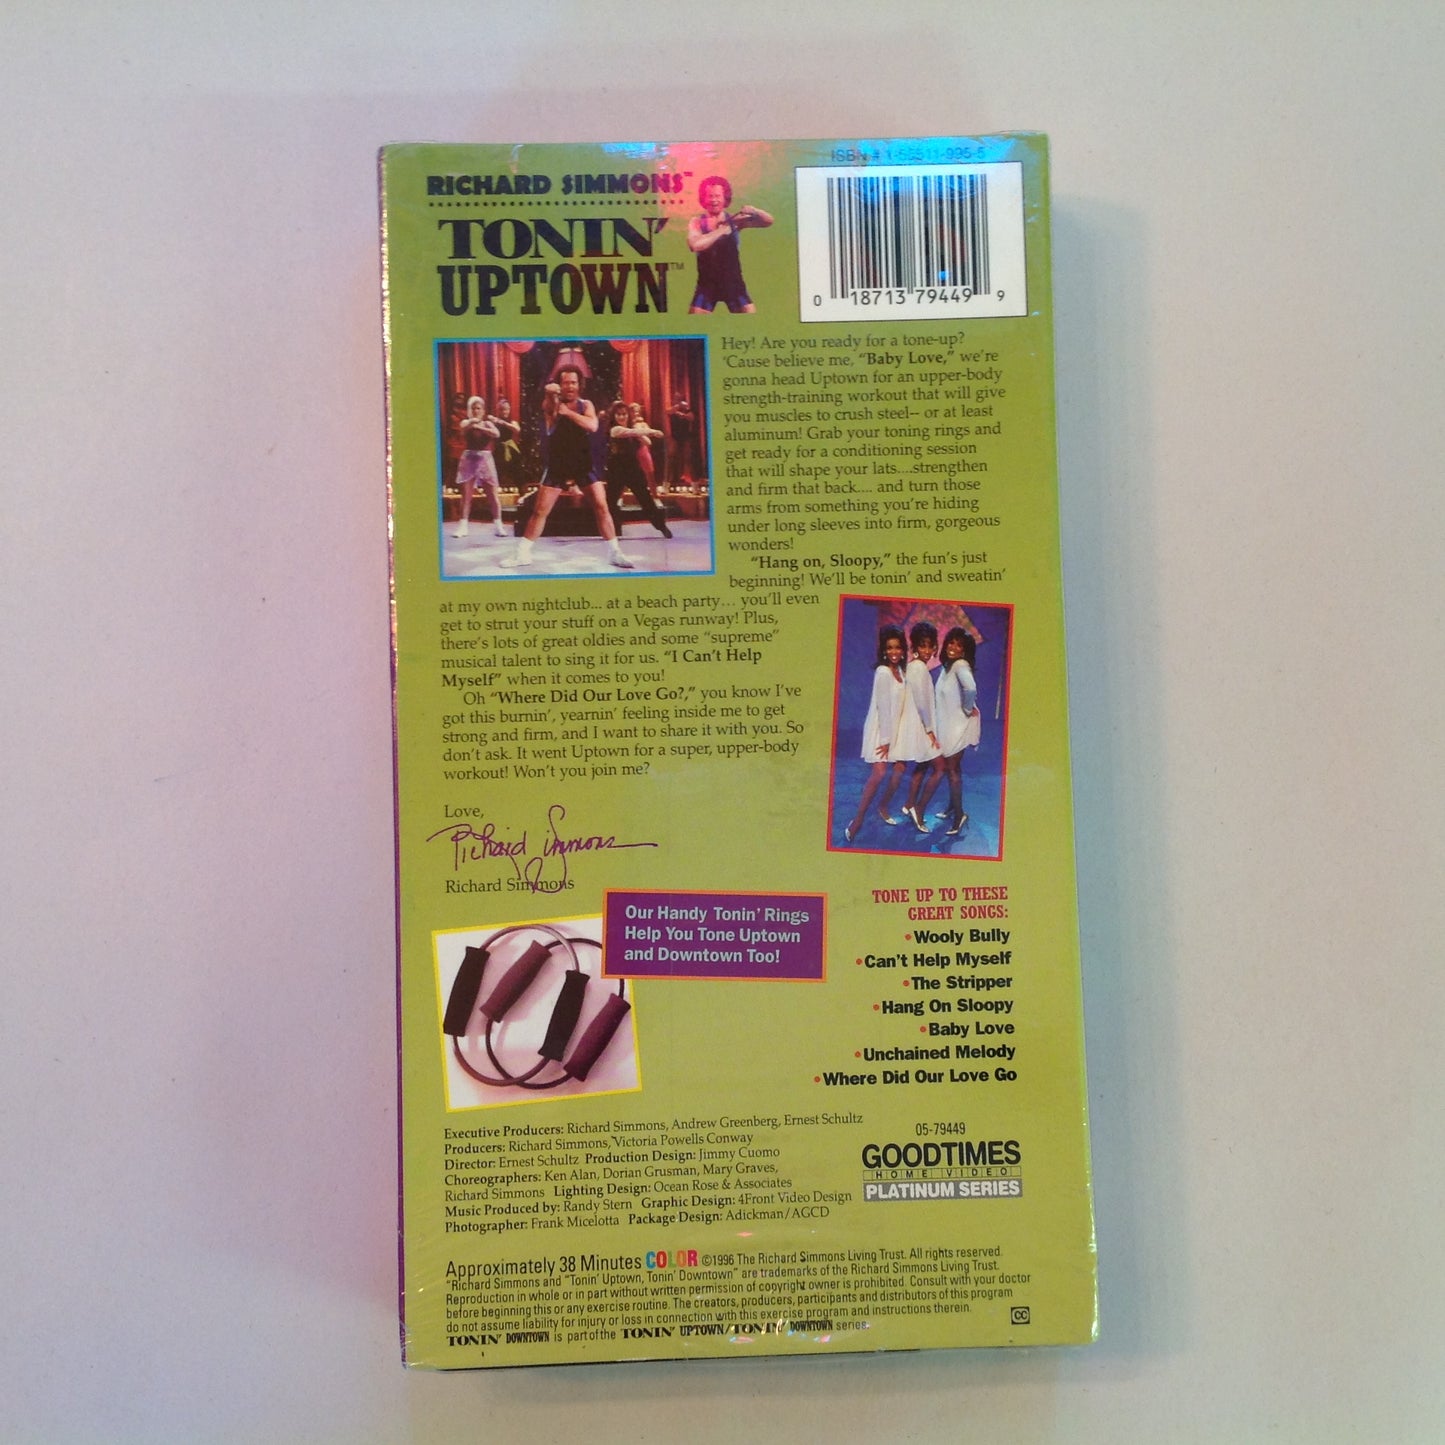 ISBN # 1-55511-995-5
RICHARD SIMMONS™
TONIN'
UPTOWN™
0 18713 79449 9
Hey! Are you ready for a tone-up?
'Cause believe me, “Baby Love,” we're
gonna head Uptown for an upper-body
strength-training workout that will give
you muscles to crush steel-- or at least
aluminum! Grab your toning rings and
get ready for a conditioning session
that will shape your lats....strengthen
and firm that back.... and turn those
arms from something you're hiding
under long sleeves into firm, gorgeous
wonders!
“Hang on, Sloopy,” the fun's just
beginning! We'll be tonin' and sweatin'
at my own nightclub... at a beach party... you'll even
get to strut your stuff on a Vegas runway! Plus,
there's lots of great oldies and some “supreme”
musical talent to sing it for us. “I Can't Help
Myself” when it comes to you!
Oh “Where Did Our Love Go?,” you know I've
got this burnin', yearnin' feeling inside me to get
strong and firm, and I want to share it with you. So
don't ask. It went Uptown for a super, upper-body
workout! Won't you join me?
Love,
Richard Simmons
Richard Simmons
Our Handy Tonin' Rings
Help You Tone Uptown
and Downtown Too!
TONE UP TO THESE
GREAT SONGS:
• Wooly Bully
• Can't Help Myself
• The Stripper
• Hang On Sloopy
• Baby Love
• Unchained Melody
• Where Did Our Love Go
Executive Producers: Richard Simmons, Andrew Greenberg, Ernest Schultz
Producers: Richard Simmons, Victoria Powells Conway
Director: Ernest Schultz Production Design: Jimmy Cuomo
Choreographers: Ken Alan, Dorian Grusman, Mary Graves,
Richard Simmons Lighting Design: Ocean Rose & Associates
Music Produced by: Randy Stern Graphic Design: 4Front Video Design
Photographer: Frank Micelotta Package Design: Adickman/AGCD
05-79449
GOODTIMES
HOME VIDEO
PLATINUM SERIES
Approximately 38 Minutes COLOR ©1996 The Richard Simmons Living Trust. All rights reserved.
"Richard Simmons and "Tonin' Uptown, Tonin' Downtown" are trademarks of the Richard Simmons Living Trust.
Reproduction in whole or in part without written permission of copyright owner is prohibited. Consult with your doctor
before beginning this or any exercise routine. The creators, producers, participants and distributors of this program
do not assume liability for injury or loss in connection with this exercise program and instructions therein.
TONIN' DOWNTOWN is part of the TONIN' UPTOWN/TONIN' DOWNTOWN series.
CC